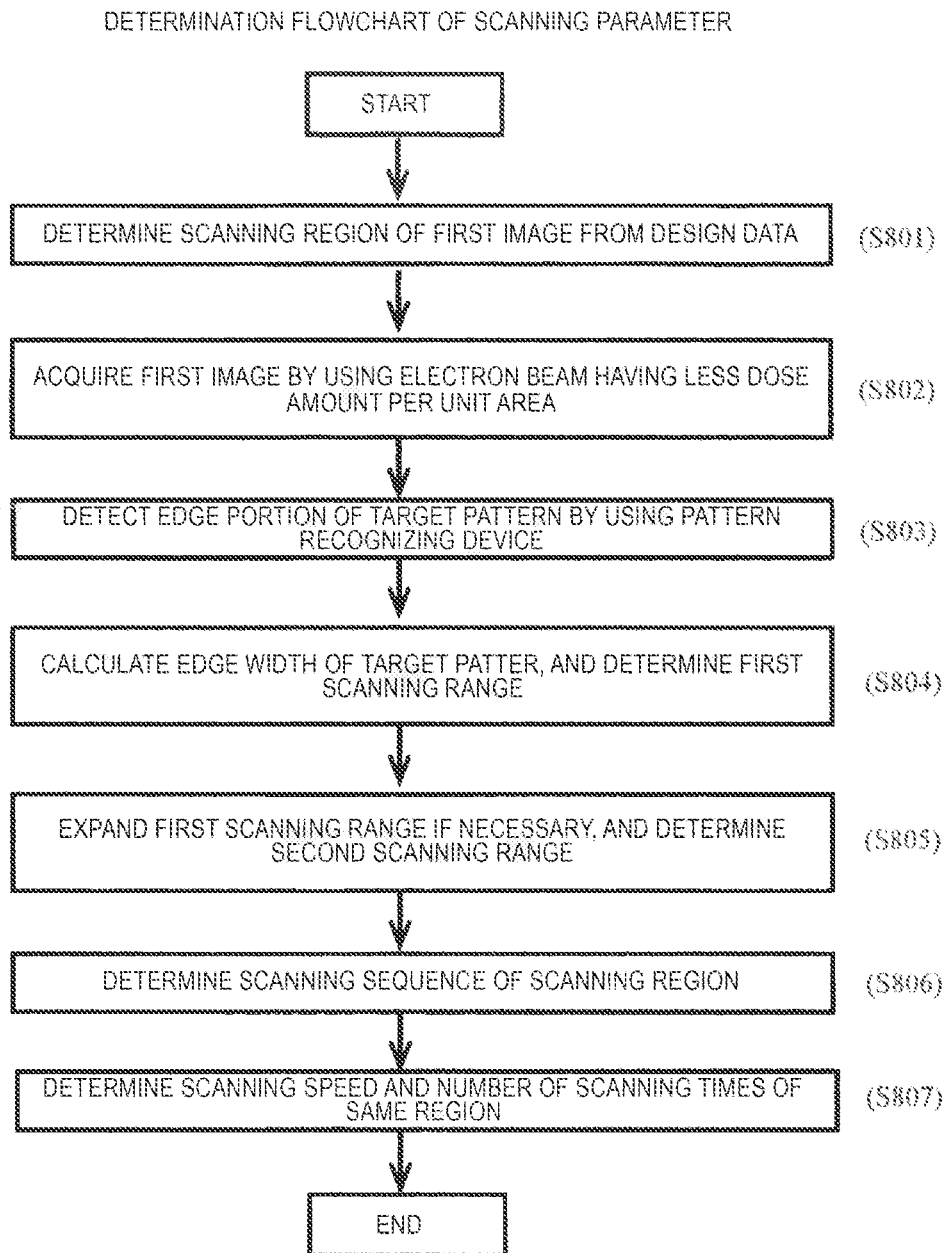 DETERMINATION FLOWCHART OF SCANNING PARAMETER
START
DETERMINE SCANNING REGION OF FIRST IMAGE FROM DESIGN DATA
(S801)
ACQUIRE FIRST IMAGE BY USING ELECTRON BEAM HAVING LESS DOSE
AMOUNT PER UNIT AREA
(S802)
DETECT EDGE PORTION OF TARGET PATTERN BY USING PATTERN
RECOGNIZING DEVICE
(S803)
CALCULATE EDGE WIDTH OF TARGET PATTER, AND DETERMINE FIRST
SCANNING RANGE
(S804)
EXPAND FIRST SCANNING RANGE IF NECESSARY, AND DETERMINE
SECOND SCANNING RANGE
(S805)
DETERMINE SCANNING SEQUENCE OF SCANNING REGION
(S806)
DETERMINE SCANNING SPEED AND NUMBER OF SCANNING TIMES OF
SAME REGION
(S807)
END